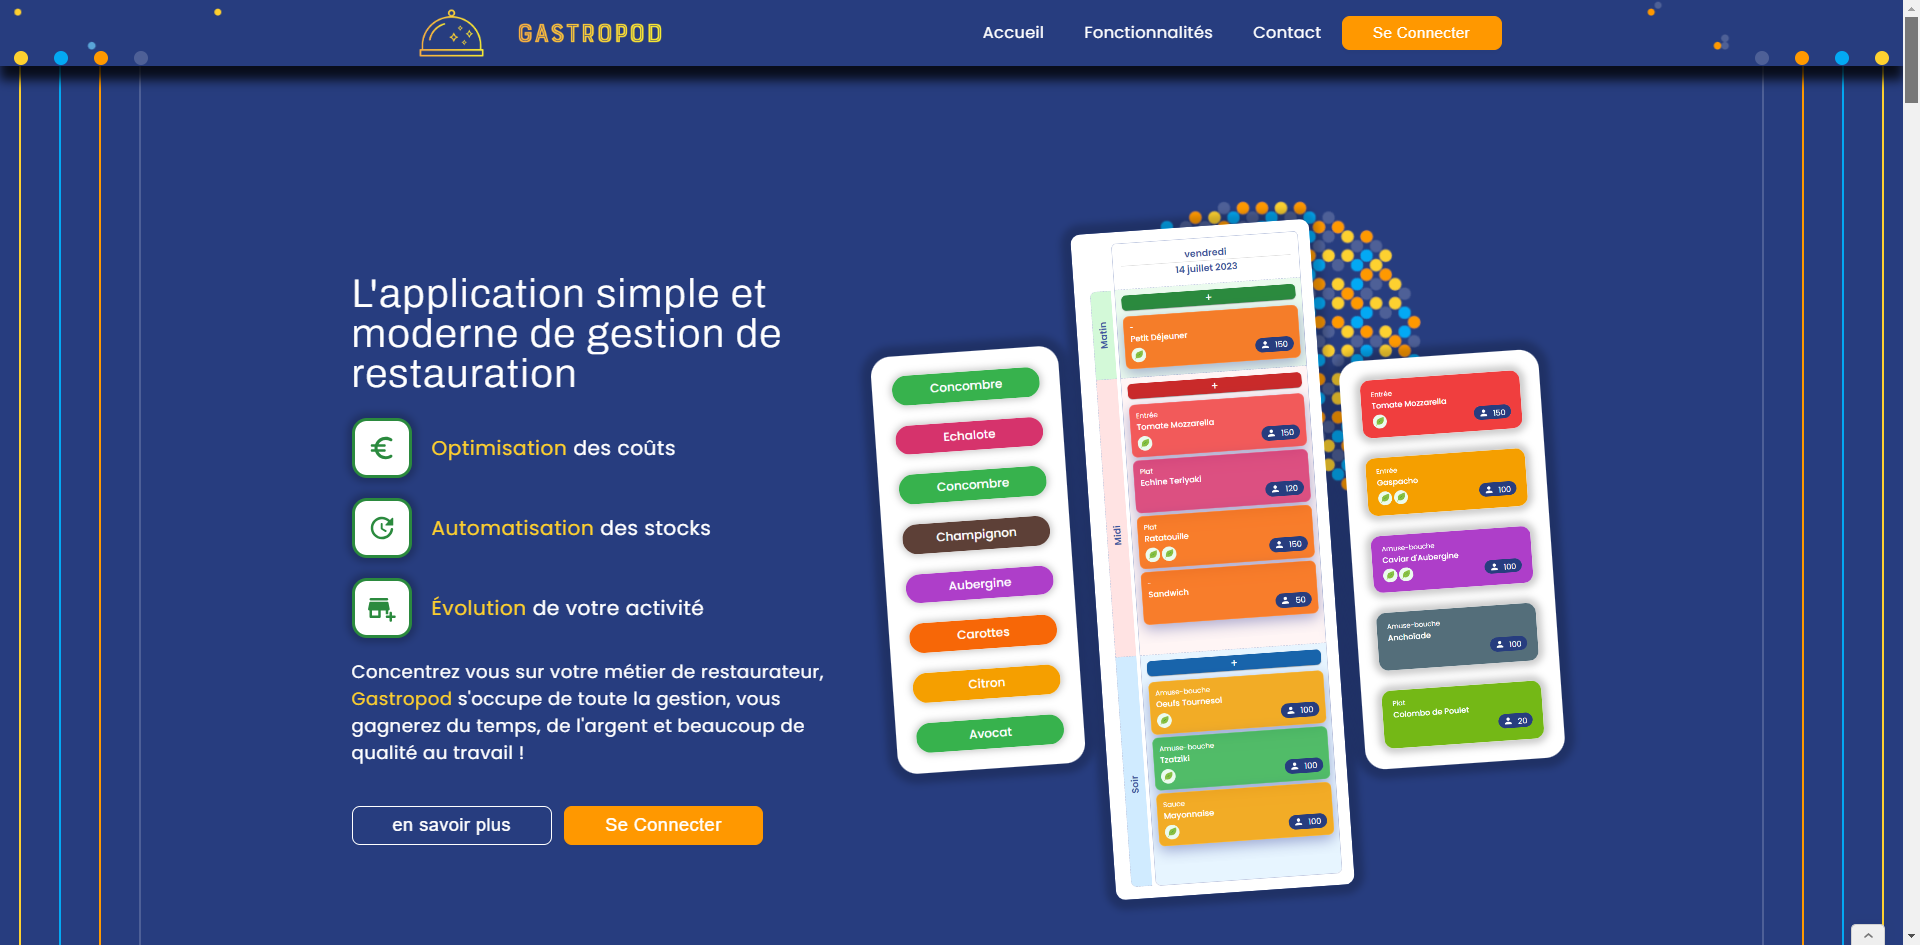 GASTROPOD
Accueil
Fonctionnalités
Contact
Se Connecter
L'application simple et
moderne de gestion de
restauration
Optimisation des coûts
Automatisation des stocks
Évolution de votre activité
Concentrez vous sur votre métier de restaurateur,
Gastropod s'occupe de toute la gestion, vous
gagnerez du temps, de l'argent et beaucoup de
qualité au travail !
en savoir plus
Se Connecter
Concombre
Echalote
Concombre
Champignon
Aubergine
Carottes
Citron
Avocat
vendredi
14 juillet 2023
Matin
+
-
Petit Déjeuner
150
Midi
+
Entrée
Tomate Mozzarella
150
Plat
Echine Teriyaki
120
Plat
Ratatouille
150
-
Sandwich
50
Soir
+
Amuse-bouche
Oeufs Tournesol
100
Amuse-bouche
Tzatziki
100
Sauce
Mayonnaise
100
Entrée
Tomate Mozzarella
150
Entrée
Gaspacho
100
Amuse-bouche
Caviar d'Aubergine
100
Amuse-bouche
Anchoïade
100
Plat
Colombo de Poulet
20